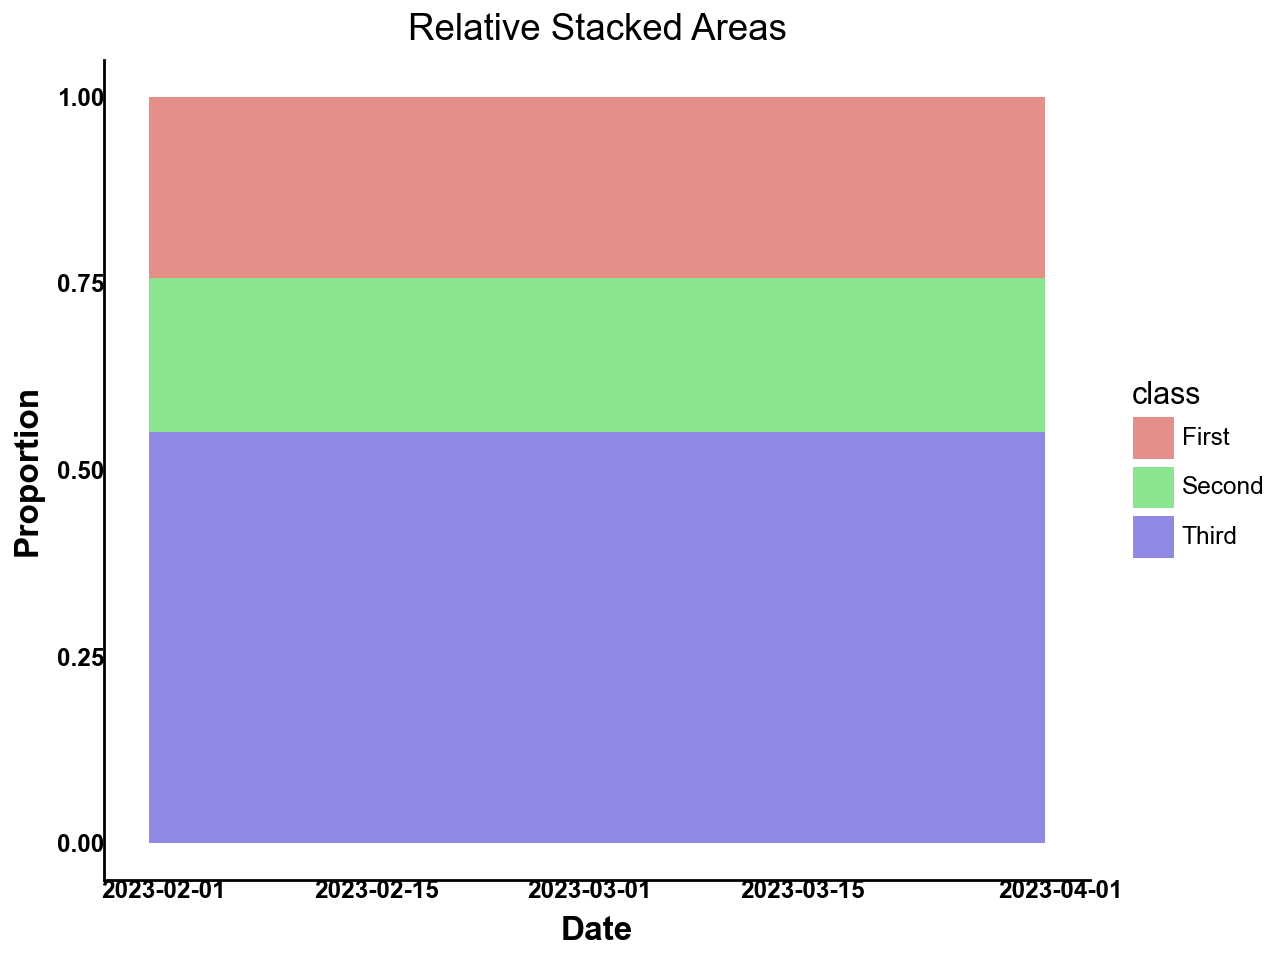 Relative Stacked Areas
1.00
0.75
0.50
0.25
0.00
Proportion
2023-02-01
2023-02-15
2023-03-01
2023-03-15
2023-04-01
Date
class
First
Second
Third